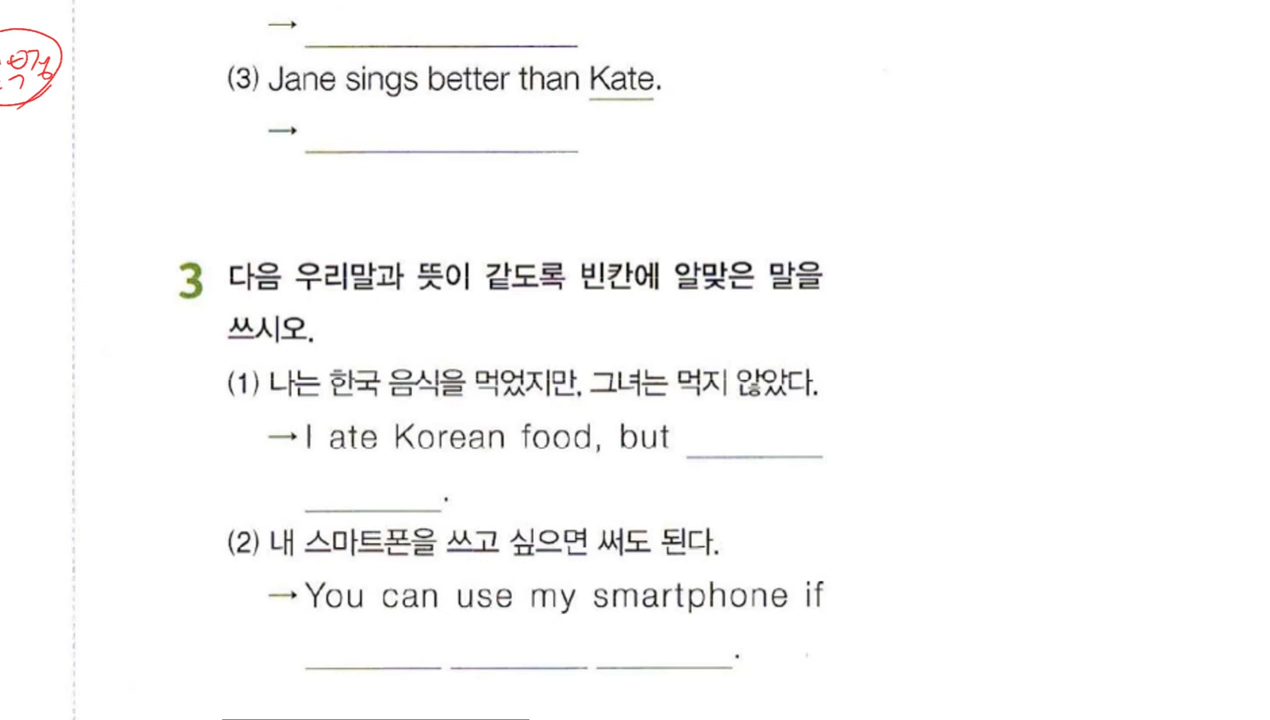 →
(3) Jane sings better than Kate.
→
3 다음 우리말과 뜻이 같도록 빈칸에 알맞은 말을
쓰시오.
(1) 나는 한국 음식을 먹었지만, 그녀는 먹지 않았다.
→ I ate Korean food, but
.
(2) 내 스마트폰을 쓰고 싶으면 써도 된다.
→ You can use my smartphone if
.